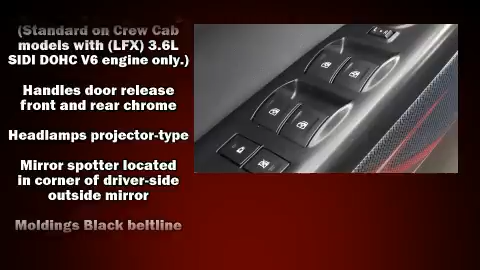 (Standard on Crew Cab
models with (LFX) 3.6L
SIDI DOHC V6 engine only.)
Handles door release
front and rear chrome
Headlamps projector-type
Mirror spotter located
in corner of driver-side
outside mirror
Moldings Black beltline